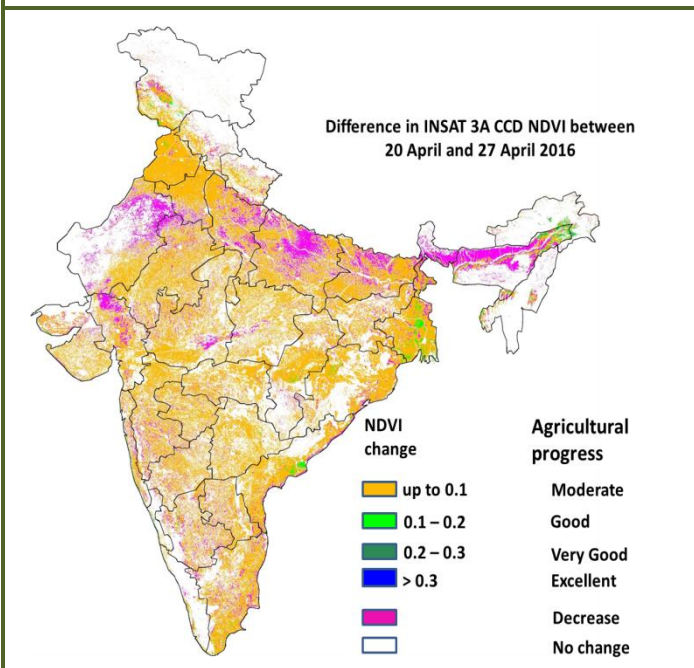 Difference in INSAT 3A CCD NDVI between
20 April and 27 April 2016
NDVI
change
Agricultural
progress
up to 0.1 Moderate
0.1 – 0.2 Good
0.2 – 0.3 Very Good
> 0.3 Excellent
Decrease
No change